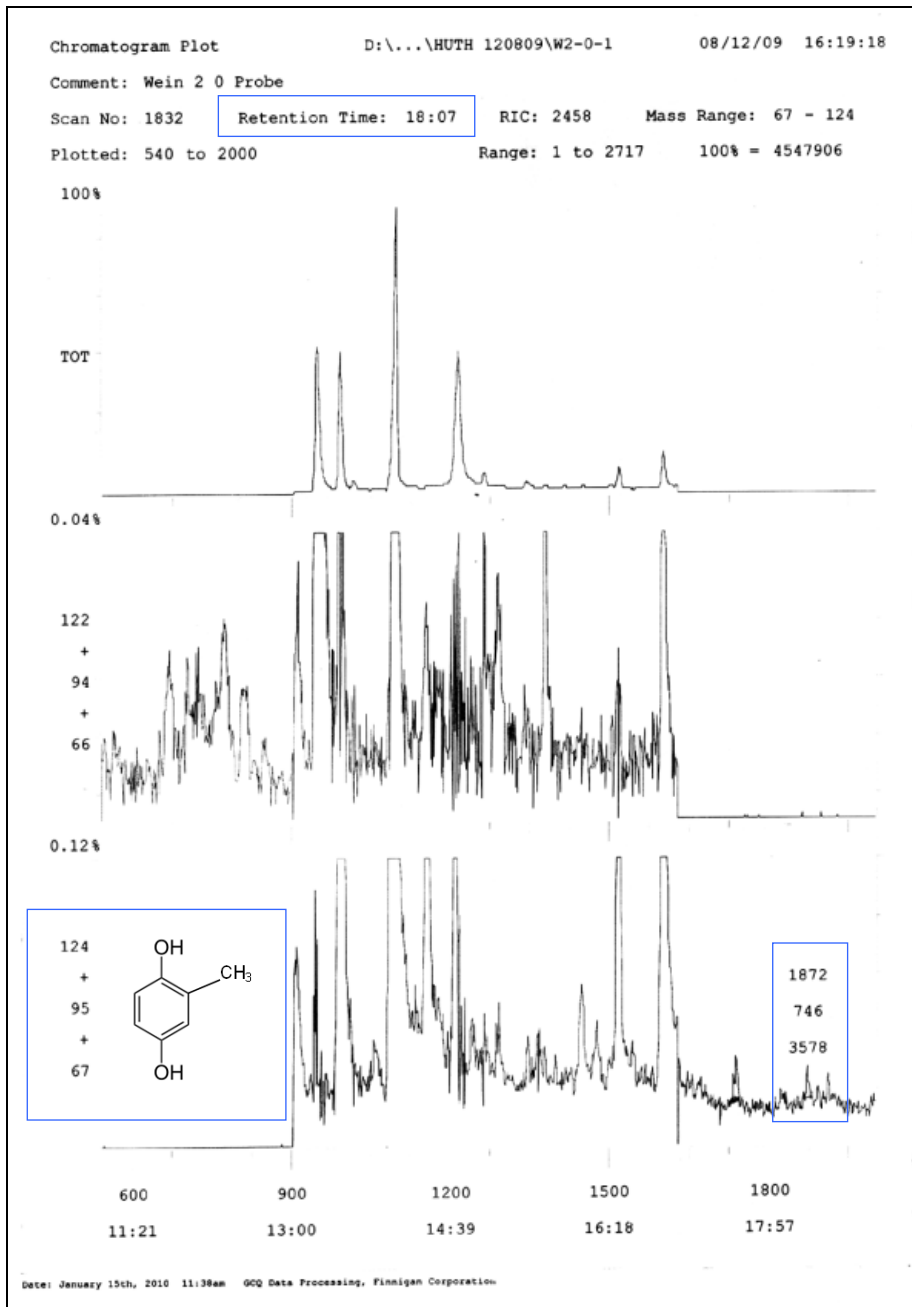 Chromatogram Plot D:\...\HUTH 120809\W2-0-1 08/12/09 16:19:18
Comment: Wein 2 0 Probe
Scan No: 1832 Retention Time: 18:07 RIC: 2458 Mass Range: 67 - 124
Plotted: 540 to 2000 Range: 1 to 2717 100% = 4547906
100%
TOT
0.04%
122
+
94
+
66
0.12%
124
+
95
+
67
OH
CH3
OH
1872
746
3578
600 900 1200 1500 1800
11:21 13:00 14:39 16:18 17:57
Date: January 15th, 2010 11:38am GCQ Data Processing, Finnigan Corporation